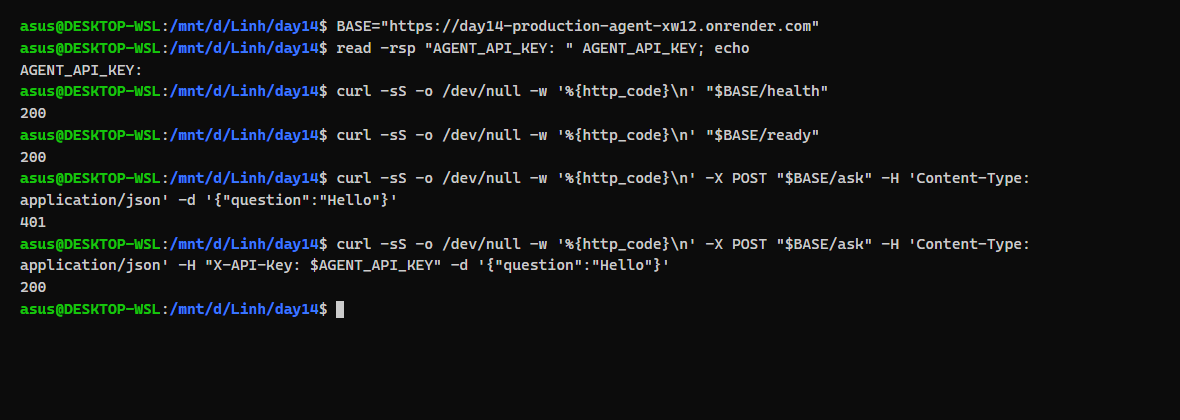 asus@DESKTOP-WSL:/mnt/d/Linh/day14$ BASE="https://day14-production-agent-xw12.onrender.com"
asus@DESKTOP-WSL:/mnt/d/Linh/day14$ read -rsp "AGENT_API_KEY: " AGENT_API_KEY; echo
AGENT_API_KEY:
asus@DESKTOP-WSL:/mnt/d/Linh/day14$ curl -sS -o /dev/null -w '%{http_code}\n' "$BASE/health"
200
asus@DESKTOP-WSL:/mnt/d/Linh/day14$ curl -sS -o /dev/null -w '%{http_code}\n' "$BASE/ready"
200
asus@DESKTOP-WSL:/mnt/d/Linh/day14$ curl -sS -o /dev/null -w '%{http_code}\n' -X POST "$BASE/ask" -H 'Content-Type:
application/json' -d '{"question":"Hello"}'
401
asus@DESKTOP-WSL:/mnt/d/Linh/day14$ curl -sS -o /dev/null -w '%{http_code}\n' -X POST "$BASE/ask" -H 'Content-Type:
application/json' -H "X-API-Key: $AGENT_API_KEY" -d '{"question":"Hello"}'
200
asus@DESKTOP-WSL:/mnt/d/Linh/day14$